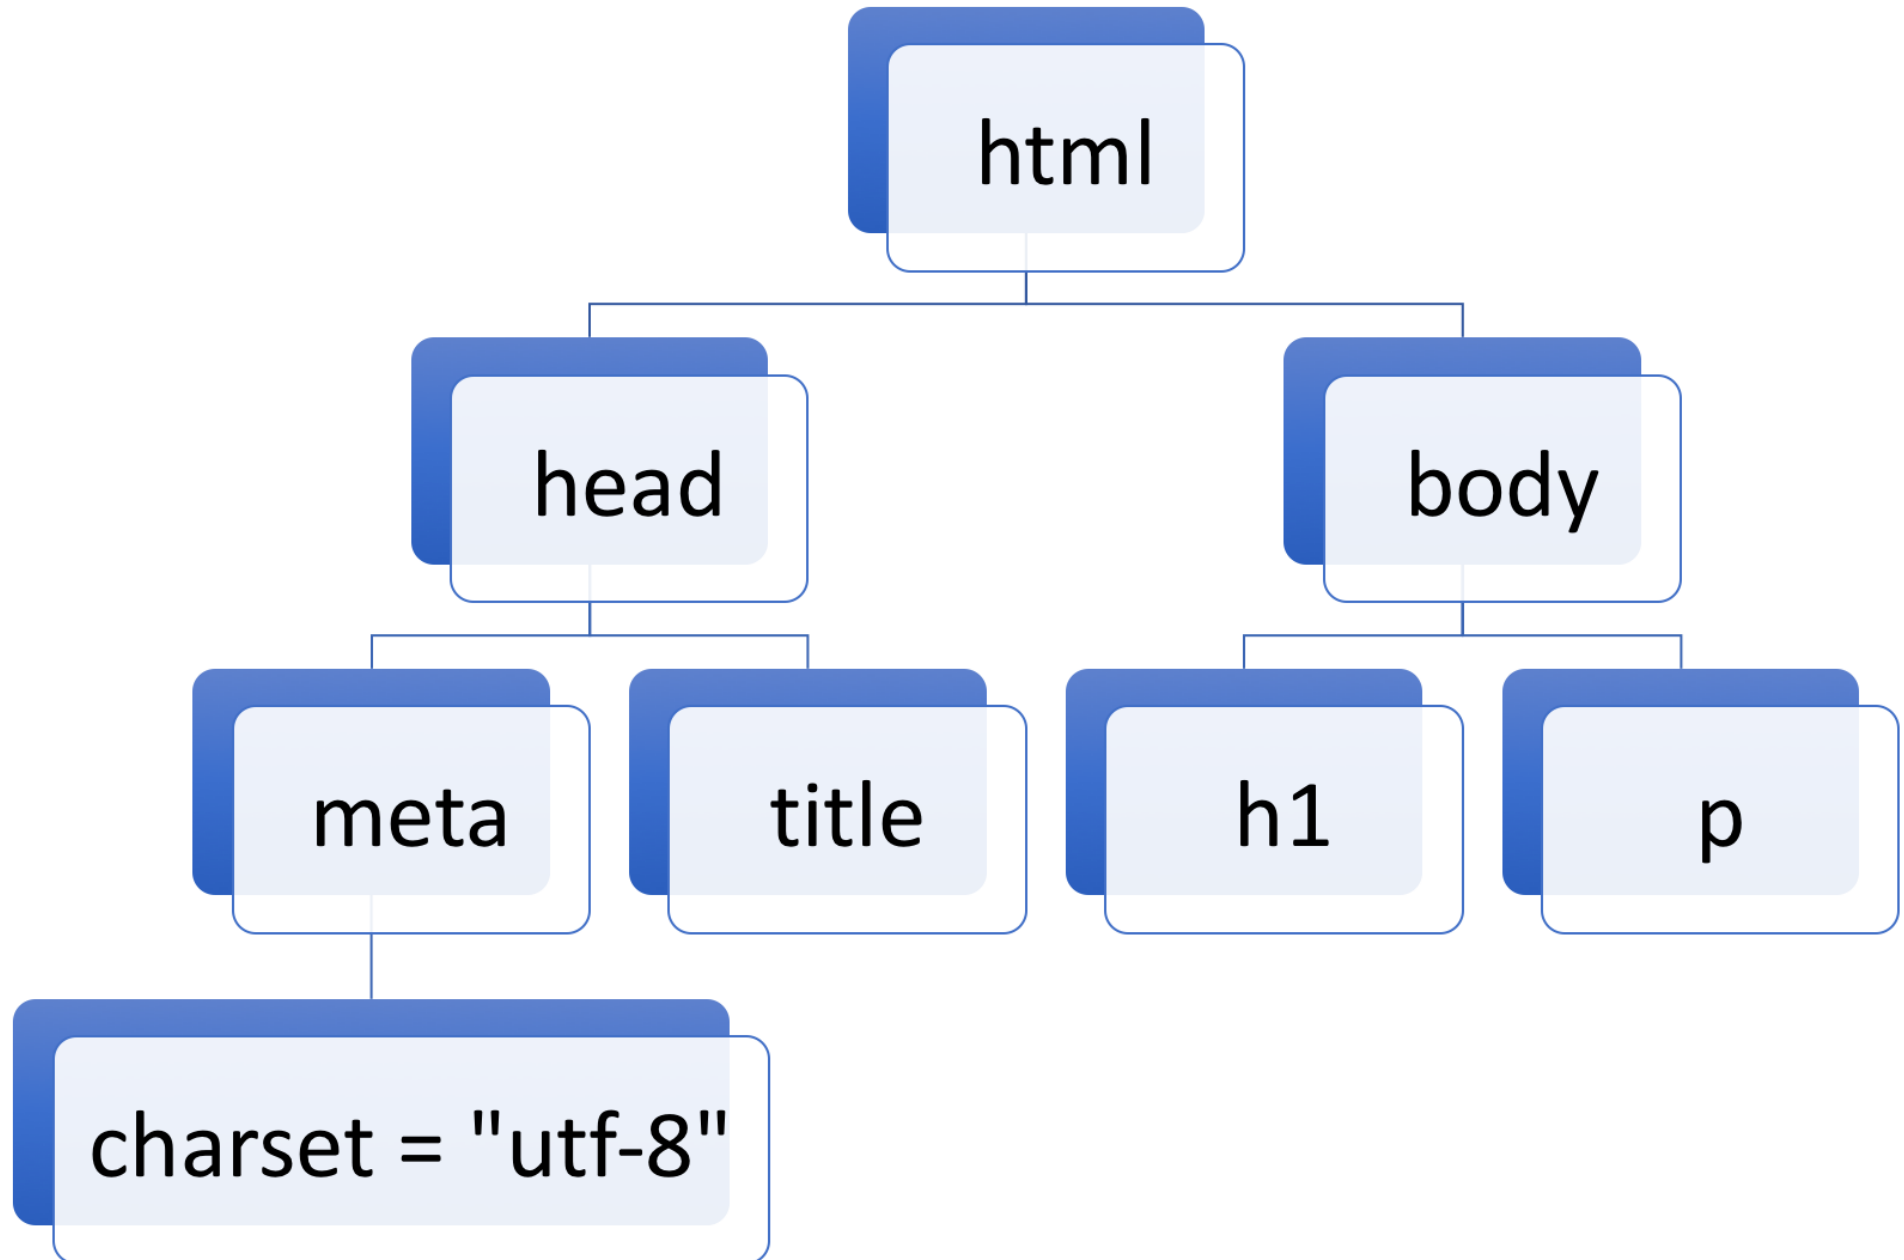 html
head
body
meta
title
h1
p
charset = "utf-8"